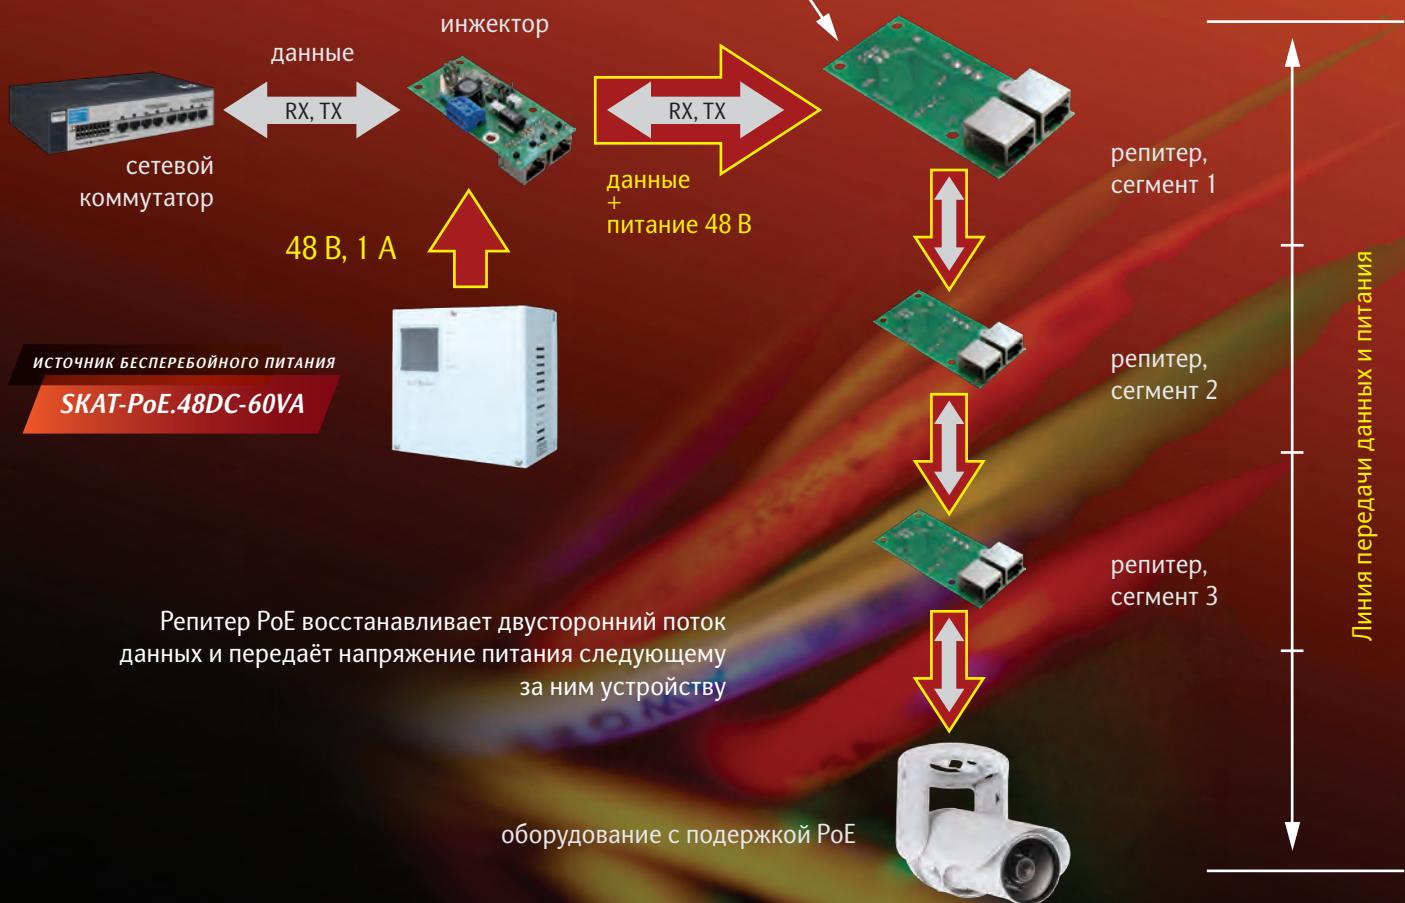 инжектор
данные
RX, TX
RX, TX
сетевой
коммутатор
данные
+
питание 48 В
48 В, 1 А
репитер,
сегмент 1
ИСТОЧНИК БЕСПЕРЕБОЙНОГО ПИТАНИЯ
SKAT-PoE.48DC-60VA
репитер,
сегмент 2
Линия передачи данных и питания
репитер,
сегмент 3
Репитер PoE восстанавливает двусторонний поток
данных и передаёт напряжение питания следующему
за ним устройству
оборудование с подержкой PoE